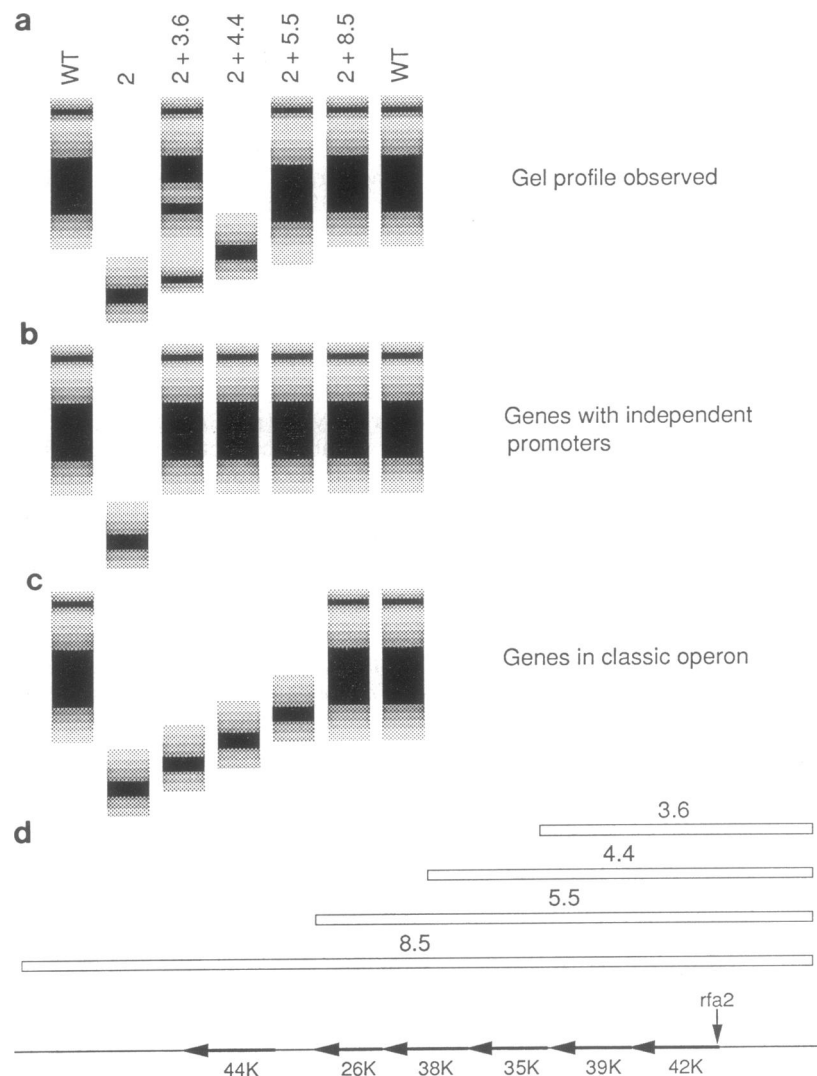 a
WT
2
2 + 3.6
2 + 4.4
2 + 5.5
2 + 8.5
WT
Gel profile observed
b
Genes with independent
promoters
c
Genes in classic operon
d
3.6
4.4
5.5
8.5
rfa2
44K 26K 38K 35K 39K 42K